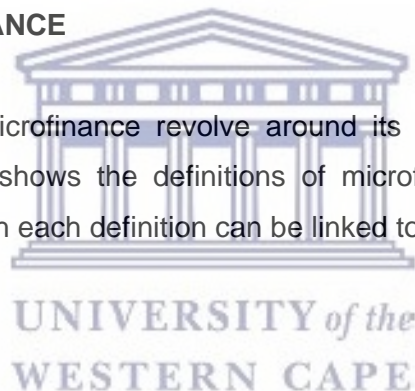 ANCE
icrofinance revolve around its
shows the definitions of microf
n each definition can be linked to
UNIVERSITY of the
WESTERN CAPE